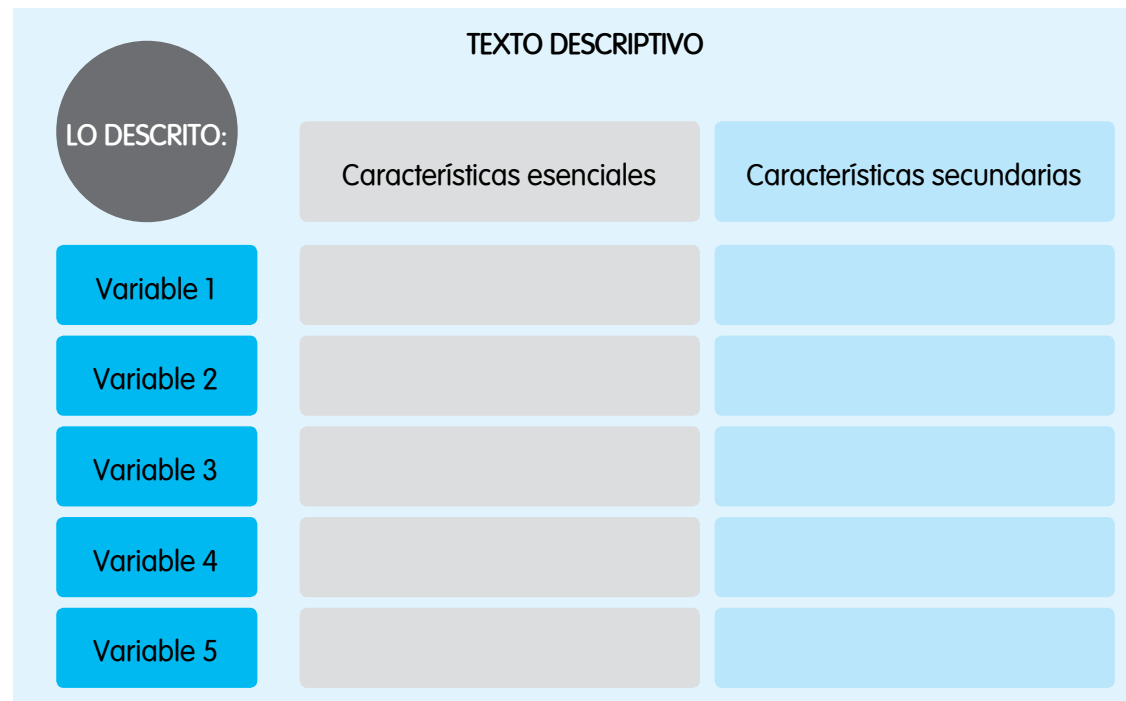 TEXTO DESCRIPTIVO
LO DESCRITO:
Características esenciales
Características secundarias
Variable 1
Variable 2
Variable 3
Variable 4
Variable 5